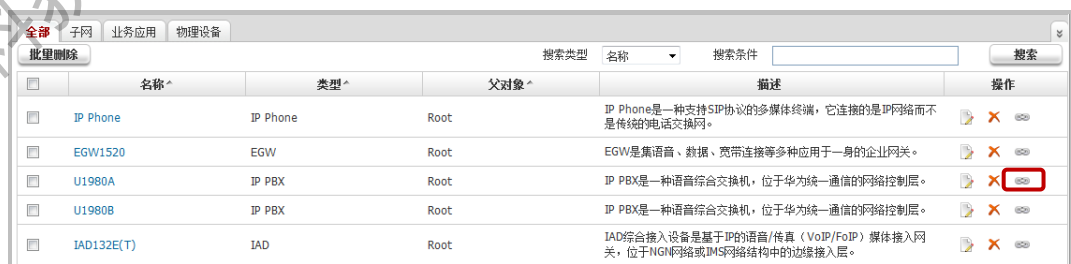 全部 子网 业务应用 物理设备
批里删除 搜索类型 名称 搜索条件 搜索
名称 类型 父对象 描述 操作
IP Phone IP Phone Root IP Phone是一种支持SIP协议的多媒体终端，它连接的是IP网络而不
是传统的电话交换网。
EGW1520 EGW Root EGW是集语音、数据、宽带连接等多种应用于一身的企业网关。
U1980A IP PBX Root IP PBX是一种语音综合交换机，位于华为统一通信的网络控制层。
U1980B IP PBX Root IP PBX是一种语音综合交换机，位于华为统一通信的网络控制层。
IAD132E(T) IAD Root IAD综合接入设备是基于IP的语音/传真（VoIP/FoIP）媒体接入网
关，位于NGN网络或IMS网络结构中的边缘接入层。